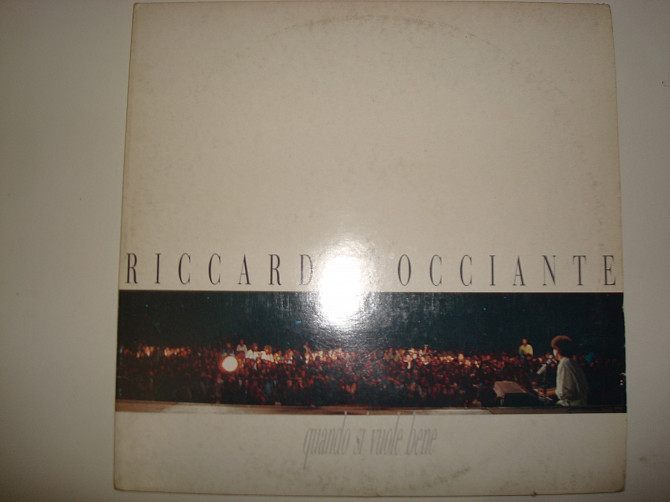 RICCARD OCCIANTE
quando si vuole bene